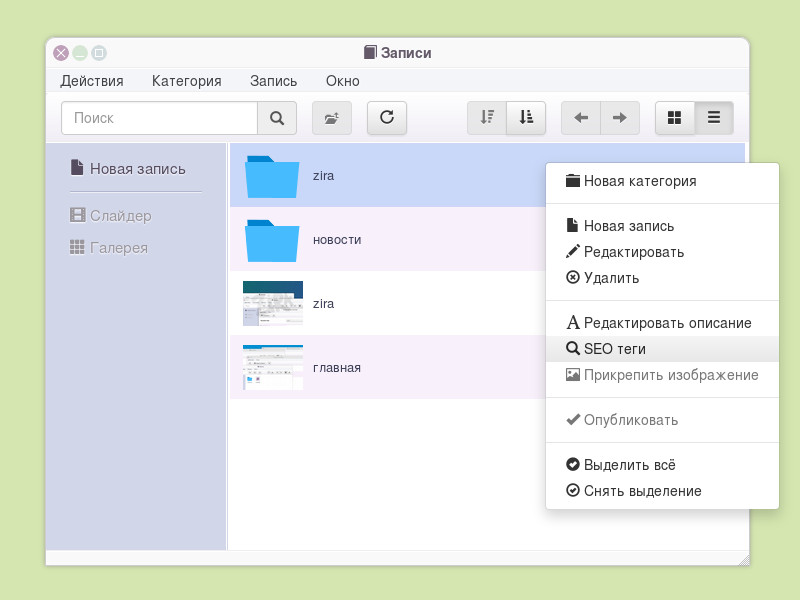 Записи
Действия Категория Запись Окно
Поиск
Новая запись
Слайдер
Галерея
zira
новости
zira
главная
Новая категория
Новая запись
Редактировать
Удалить
Редактировать описание
SEO теги
Прикрепить изображение
Опубликовать
Выделить всё
Снять выделение